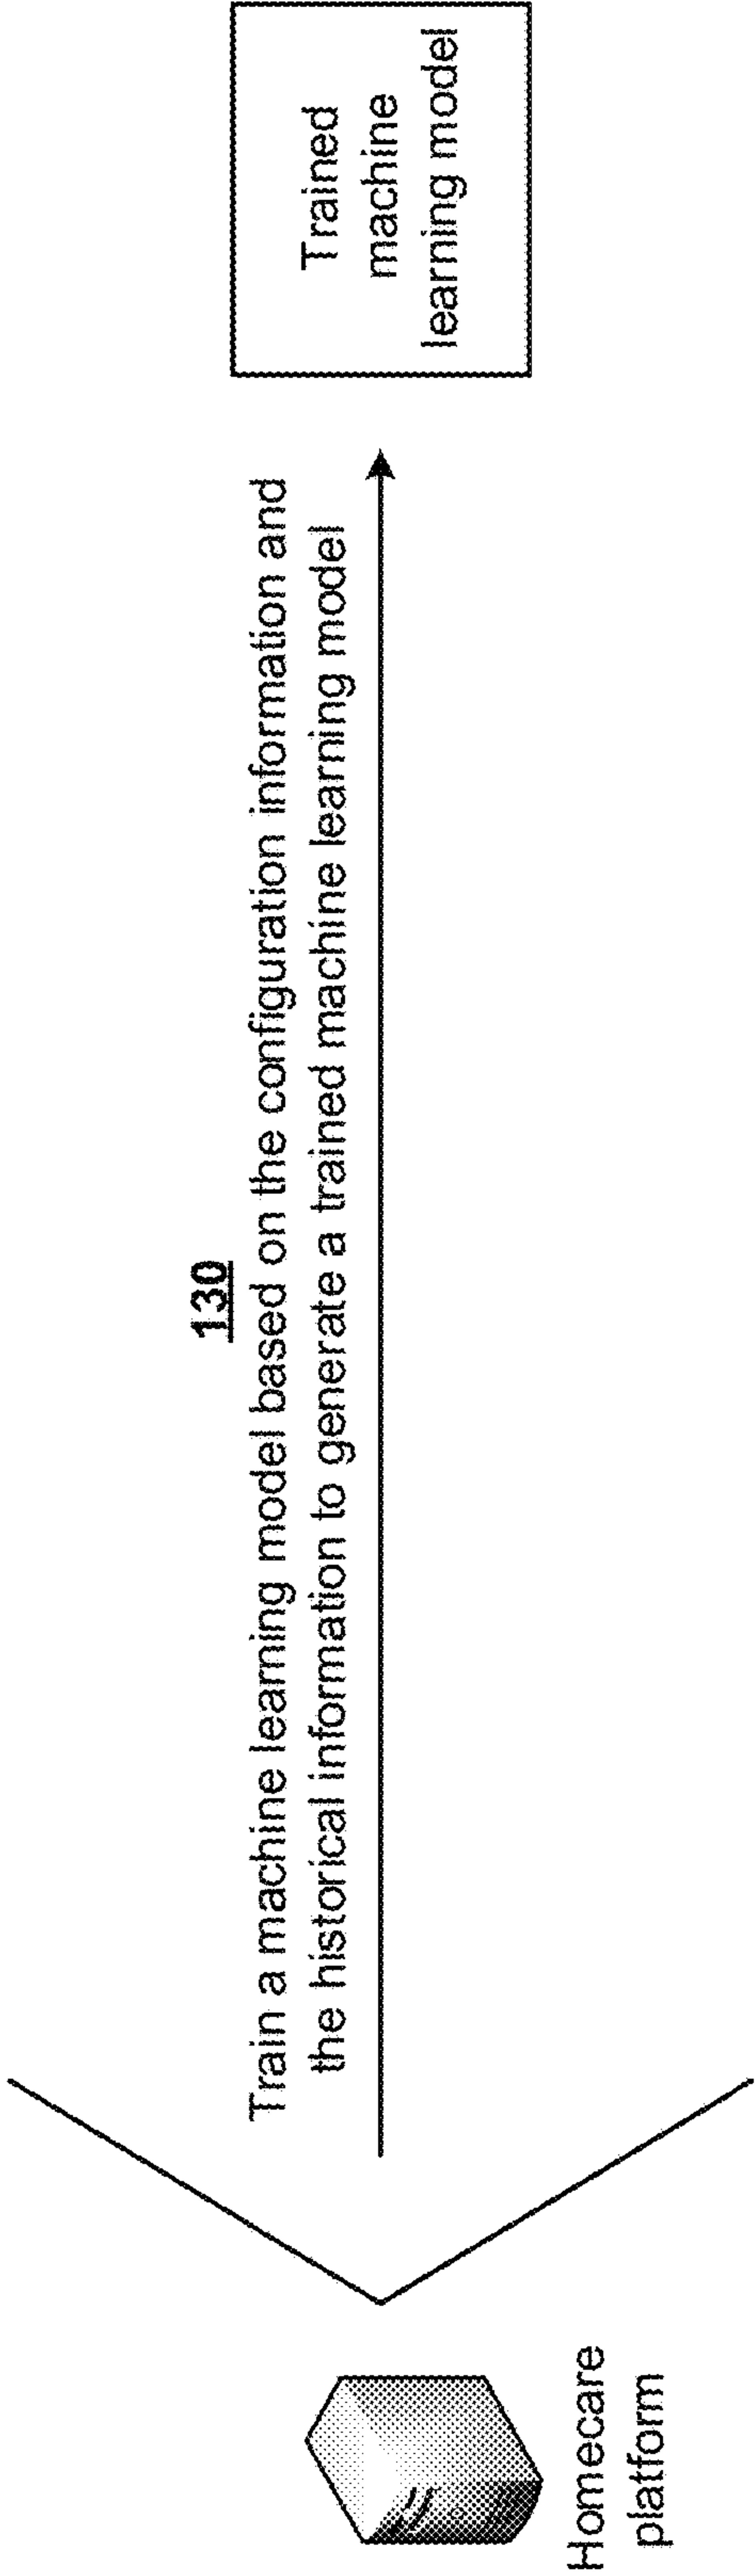 130
Train a machine learning model based on the configuration information and
the historical information to generate a trained machine learning model
Homecare
platform
Trained
machine
learning model